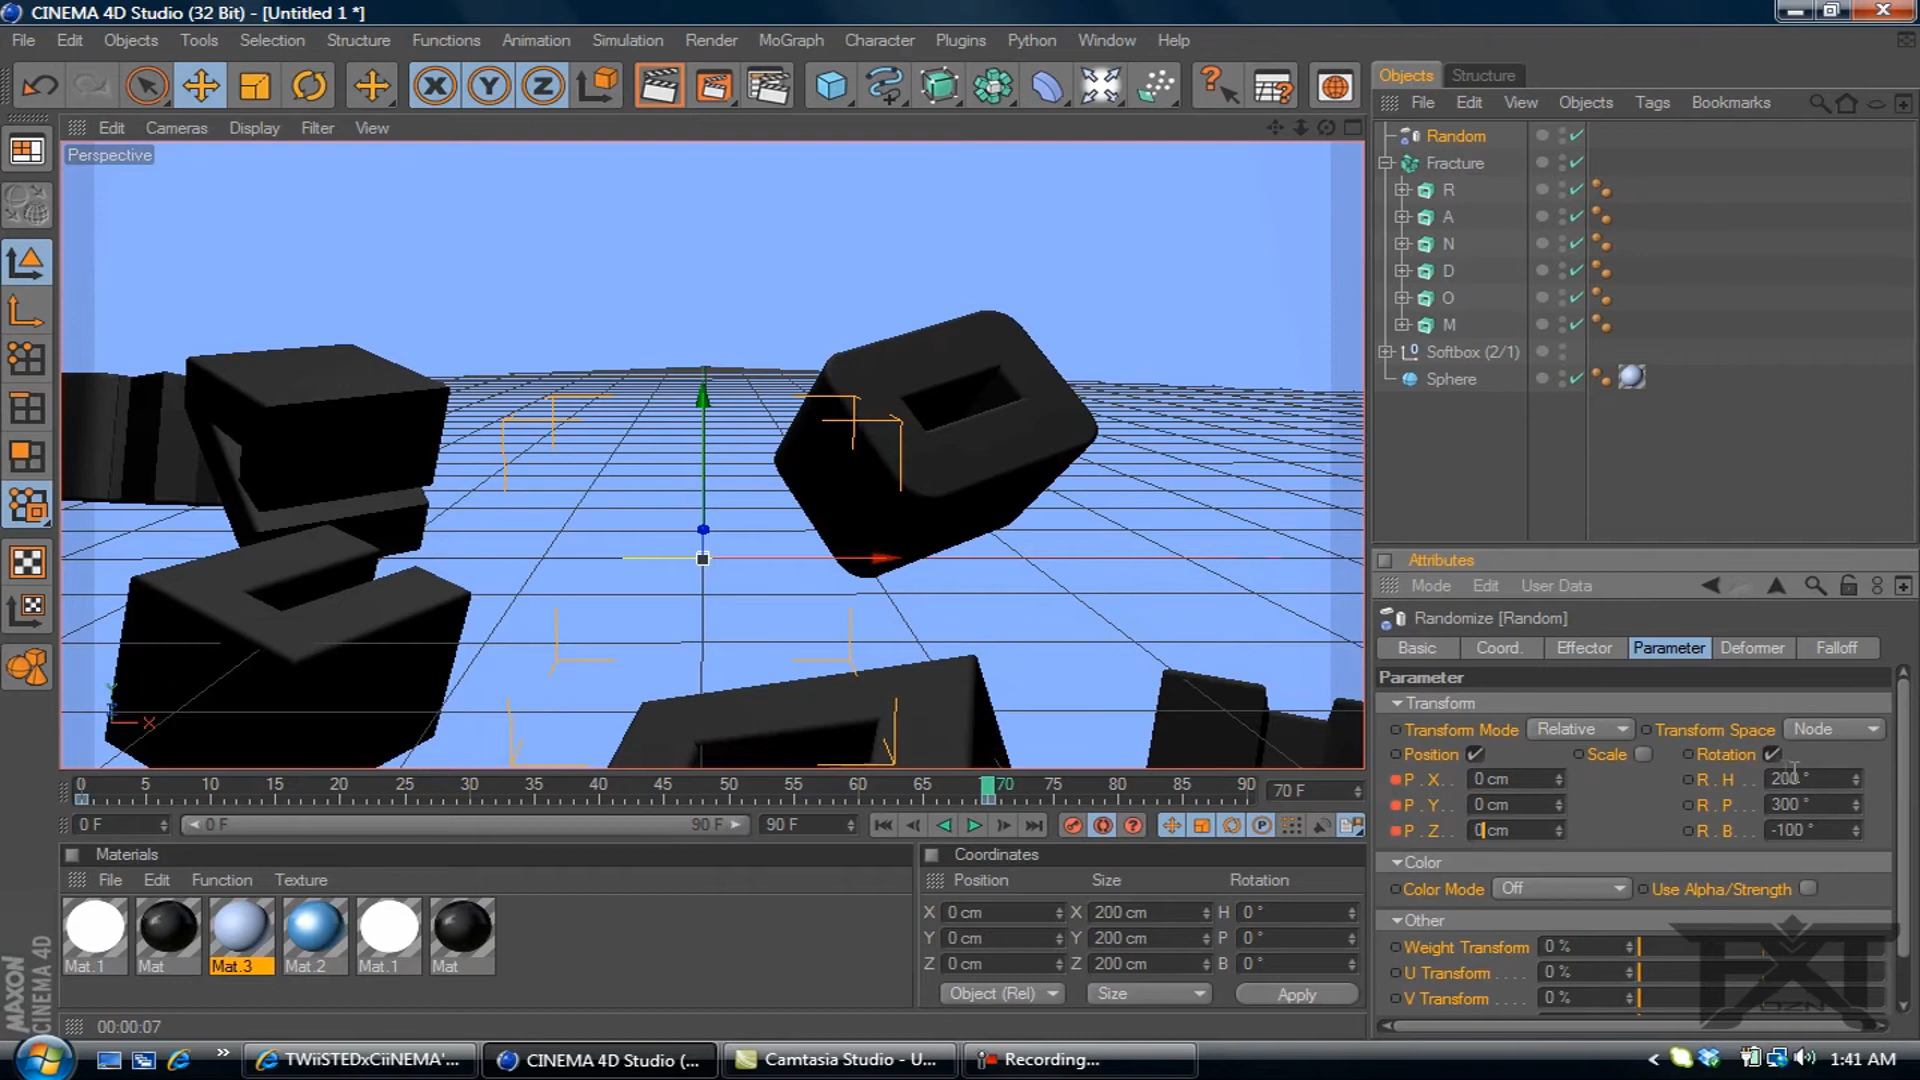 CINEMA 4D Studio (32 Bit) - [Untitled 1 *]
File Edit Objects Tools Selection Structure Functions Animation Simulation Render MoGraph Character Plugins Python Window Help
Objects Structure
File Edit View Objects Tags Bookmarks
Edit Cameras Display Filter View
Perspective
Random
Fracture
R
A
N
D
O
M
Softbox (2/1)
Sphere
Attributes
Mode Edit User Data
Randomize [Random]
Basic Coord. Effector Parameter Deformer Falloff
Parameter
Transform
Transform Mode Relative Transform Space Node
Position Scale Rotation
P . X . . 0 cm R . H . . . 200 °
P . Y . . 0 cm R . P . . . 300 °
P . Z . . 0 cm R . B . . . -100 °
Color
Color Mode Off Use Alpha/Strength
Other
Weight Transform 0 %
U Transform . . . . 0 %
V Transform . . . . 0 %
FXT
DZN
0 5 10 15 20 25 30 35 40 45 50 55 60 65 70 75 80 85 90 70 F
0 F 0 F 90 F 90 F
Materials
File Edit Function Texture
Mat.1 Mat Mat.3 Mat.2 Mat.1 Mat
Coordinates
Position Size Rotation
X 0 cm X 200 cm H 0 °
Y 0 cm Y 200 cm P 0 °
Z 0 cm Z 200 cm B 0 °
Object (Rel) Size Apply
MAXON
CINEMA 4D
00:00:07
TWiiSTEDxCiiNEMA'... CINEMA 4D Studio (... Camtasia Studio - U... Recording... 1:41 AM